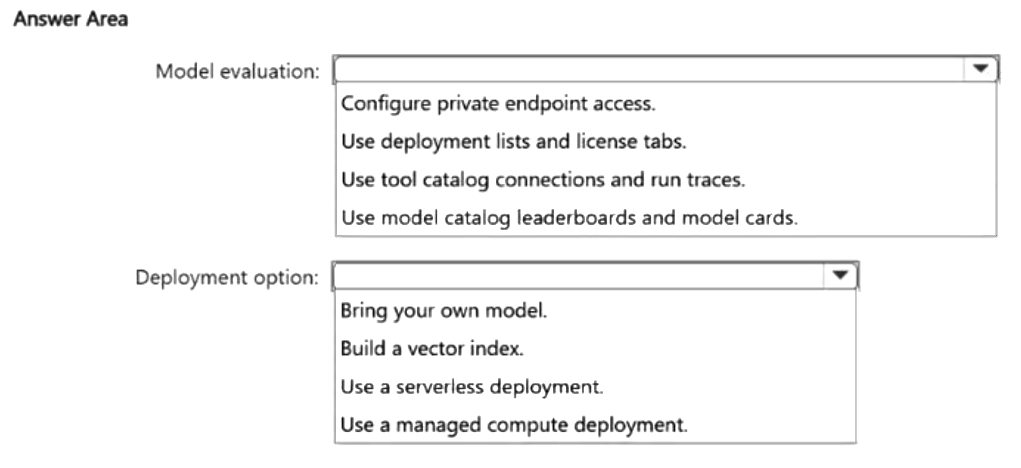 Answer Area
Model evaluation:
Configure private endpoint access.
Use deployment lists and license tabs.
Use tool catalog connections and run traces.
Use model catalog leaderboards and model cards.
Deployment option:
Bring your own model.
Build a vector index.
Use a serverless deployment.
Use a managed compute deployment.